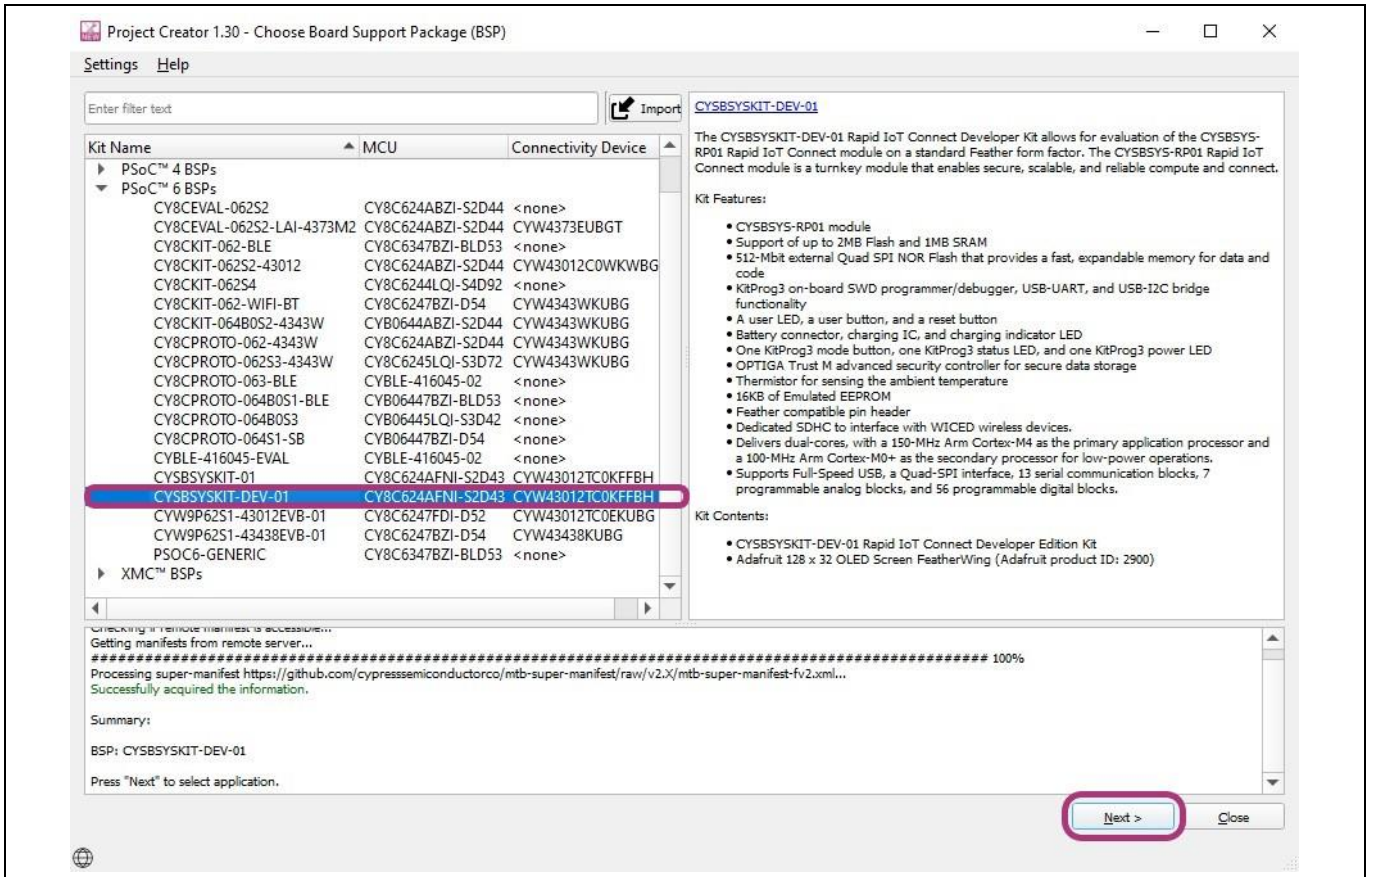 Project Creator 1.30 - Choose Board Support Package (BSP)
Settings Help
Enter filter text
Import
Kit Name MCU Connectivity Device
PSoC™ 4 BSPs
PSoC™ 6 BSPs
CY8CEVAL-062S2 CY8C624ABZI-S2D44 <none>
CY8CEVAL-062S2-LAI-4373M2 CY8C624ABZI-S2D44 CYW4373EUBGT
CY8CKIT-062-BLE CY8C6347BZI-BLD53 <none>
CY8CKIT-062S2-43012 CY8C624ABZI-S2D44 CYW43012C0WKWBG
CY8CKIT-062S4 CY8C6244LQI-S4D92 <none>
CY8CKIT-062-WIFI-BT CY8C6247BZI-D54 CYW4343WKUBG
CY8CKIT-064B0S2-4343W CYB0644ABZI-S2D44 CYW4343WKUBG
CY8CPROTO-062-4343W CY8C624ABZI-S2D44 CYW4343WKUBG
CY8CPROTO-062S3-4343W CY8C6245LQI-S3D72 CYW4343WKUBG
CY8CPROTO-063-BLE CYBLE-416045-02 <none>
CY8CPROTO-064B0S1-BLE CYB06447BZI-BLD53 <none>
CY8CPROTO-064B0S3 CYB06445LQI-S3D42 <none>
CY8CPROTO-064S1-SB CYB06447BZI-D54 <none>
CYBLE-416045-EVAL CYBLE-416045-02 <none>
CYSBSYSKIT-01 CY8C624AFNI-S2D43 CYW43012TC0KFFBH
CYSBSYSKIT-DEV-01 CY8C624AFNI-S2D43 CYW43012TC0KFFBH
CYW9P62S1-43012EVB-01 CY8C6247FDI-D52 CYW43012TC0EKUBG
CYW9P62S1-43438EVB-01 CY8C6247BZI-D54 CYW43438KUBG
PSOC6-GENERIC CY8C6347BZI-BLD53 <none>
XMC™ BSPs
CYSBSYSKIT-DEV-01
The CYSBSYSKIT-DEV-01 Rapid IoT Connect Developer Kit allows for evaluation of the CYSBSYS-
RP01 Rapid IoT Connect module on a standard Feather form factor. The CYSBSYS-RP01 Rapid IoT
Connect module is a turnkey module that enables secure, scalable, and reliable compute and connect.
Kit Features:
• CYSBSYS-RP01 module
• Support of up to 2MB Flash and 1MB SRAM
• 512-Mbit external Quad SPI NOR Flash that provides a fast, expandable memory for data and
code
• KitProg3 on-board SWD programmer/debugger, USB-UART, and USB-I2C bridge
functionality
• A user LED, a user button, and a reset button
• Battery connector, charging IC, and charging indicator LED
• One KitProg3 mode button, one KitProg3 status LED, and one KitProg3 power LED
• OPTIGA Trust M advanced security controller for secure data storage
• Thermistor for sensing the ambient temperature
• 16KB of Emulated EEPROM
• Feather compatible pin header
• Dedicated SDHC to interface with WICED wireless devices.
• Delivers dual-cores, with a 150-MHz Arm Cortex-M4 as the primary application processor and
a 100-MHz Arm Cortex-M0+ as the secondary processor for low-power operations.
• Supports Full-Speed USB, a Quad-SPI interface, 13 serial communication blocks, 7
programmable analog blocks, and 56 programmable digital blocks.
Kit Contents:
• CYSBSYSKIT-DEV-01 Rapid IoT Connect Developer Edition Kit
• Adafruit 128 x 32 OLED Screen FeatherWing (Adafruit product ID: 2900)
Checking if remote manifest is accessible...
Getting manifests from remote server...
#################################################################################################### 100%
Processing super-manifest https://github.com/cypresssemiconductorco/mtb-super-manifest/raw/v2.X/mtb-super-manifest-fv2.xml...
Successfully acquired the information.
Summary:
BSP: CYSBSYSKIT-DEV-01
Press "Next" to select application.
Next > Close